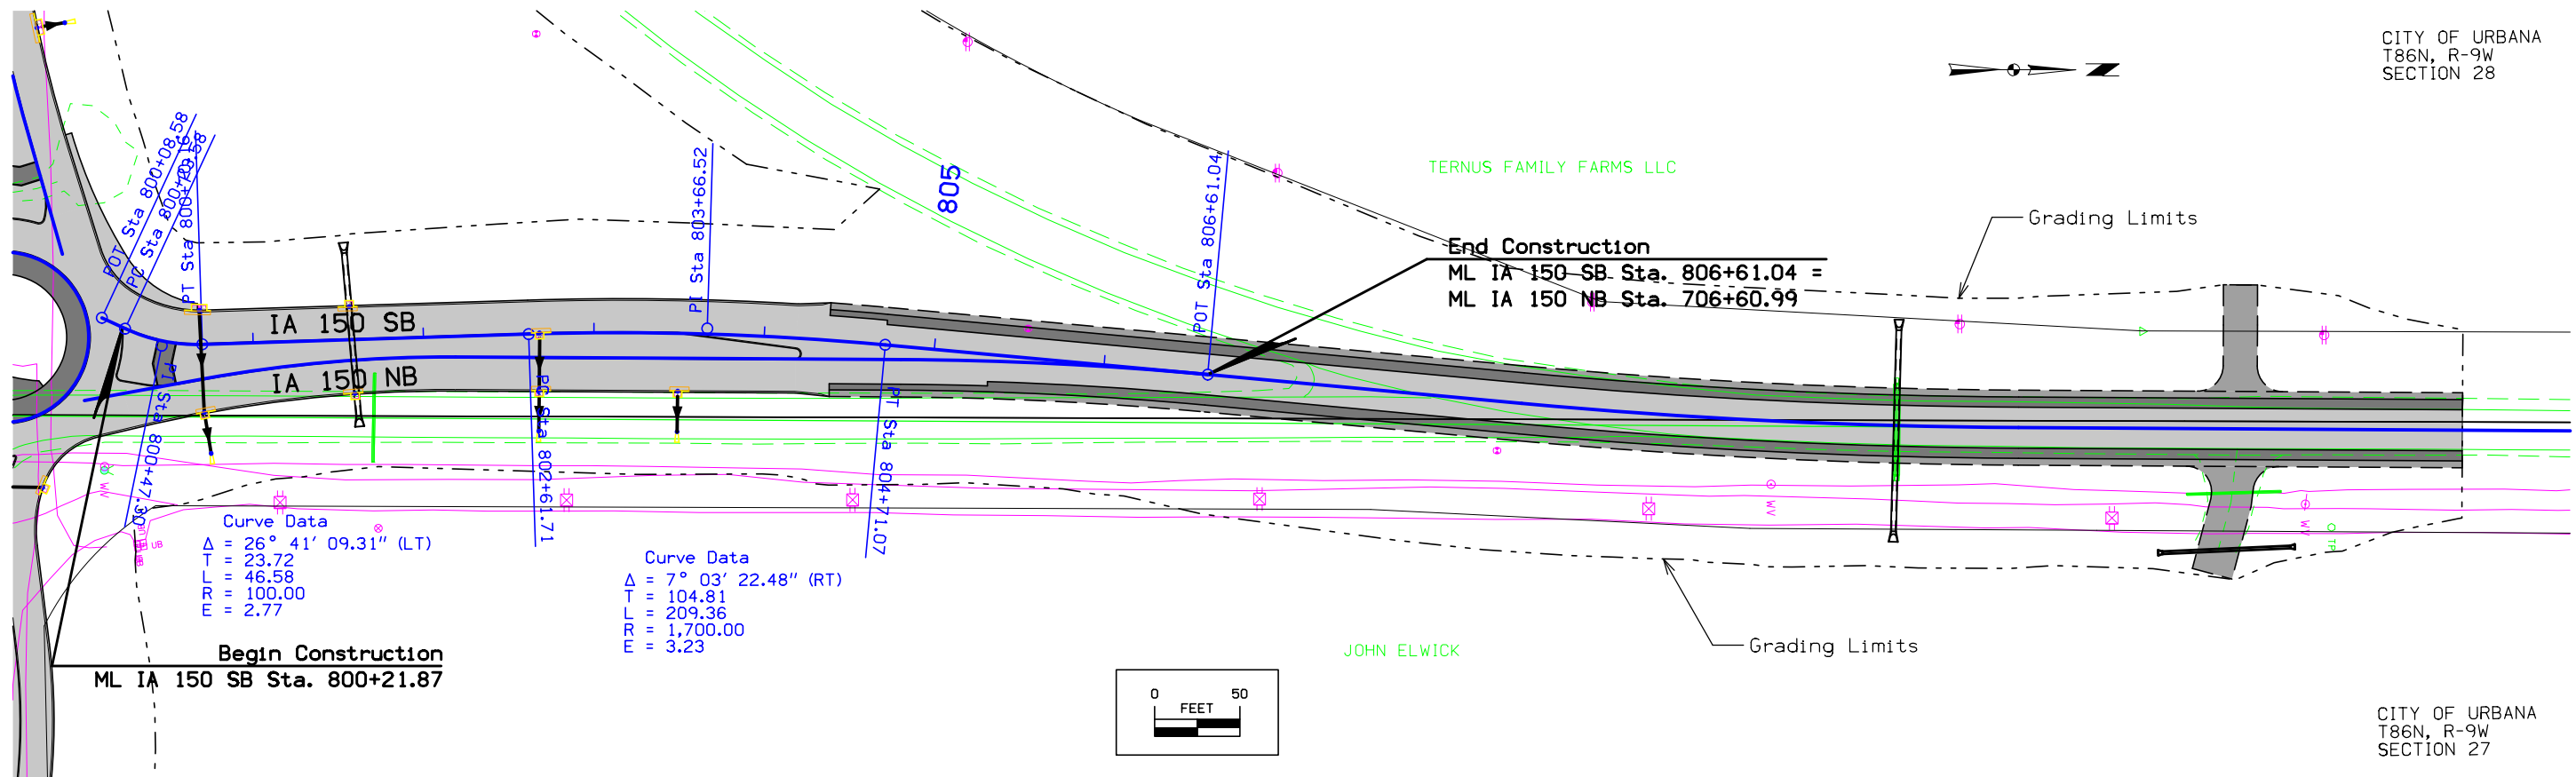 CITY OF URBANA
T86N, R-9W
SECTION 28
POT Sta 800+08.58
PC Sta
PT Sta
PI Sta 803+66.52
805
POT Sta 806+61.04
TERNUS FAMILY FARMS LLC
Grading Limits
End Construction
ML IA 150 SB Sta. 806+61.04 =
ML IA 150 NB Sta. 706+60.99
IA 150 SB
IA 150 NB
PI Sta 800+47.30
PC Sta 802+61.71
PT Sta 804+71.07
WV
UB
WV
WV
TP
Curve Data
Δ = 26° 41' 09.31" (LT)
T = 23.72
L = 46.58
R = 100.00
E = 2.77
Curve Data
Δ = 7° 03' 22.48" (RT)
T = 104.81
L = 209.36
R = 1,700.00
E = 3.23
Begin Construction
ML IA 150 SB Sta. 800+21.87
JOHN ELWICK
Grading Limits
0 50
FEET
CITY OF URBANA
T86N, R-9W
SECTION 27